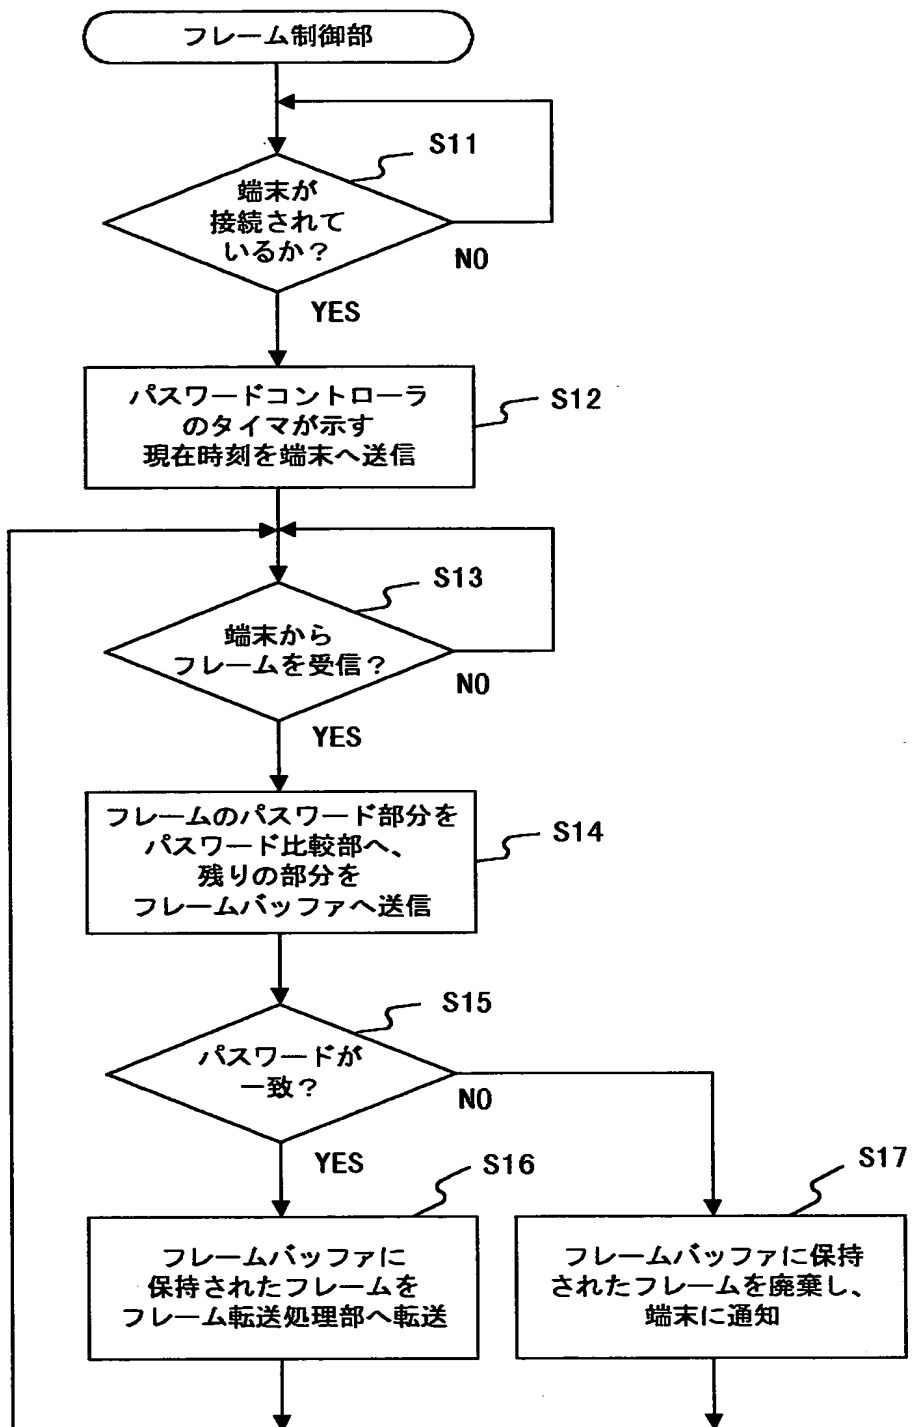 フレーム制御部
S11
端末が
接続されて
いるか?
NO
YES
パスワードコントローラ
のタイマが示す
現在時刻を端末へ送信
S12
S13
端末から
フレームを受信?
NO
YES
フレームのパスワード部分を
パスワード比較部へ、
残りの部分を
フレームバッファへ送信
S14
S15
パスワードが
一致?
NO
YES
S16
フレームバッファに
保持されたフレームを
フレーム転送処理部へ転送
S17
フレームバッファに保持
されたフレームを廃棄し、
端末に通知